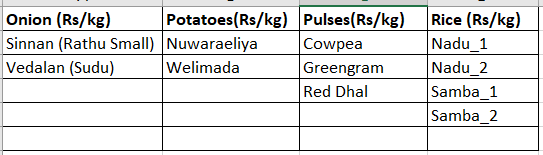 Onion (Rs/kg) Potatoes(Rs/kg) Pulses(Rs/kg) Rice (Rs/kg)
Sinnan (Rathu Small) Nuwaraeliya Cowpea Nadu_1
Vedalan (Sudu) Welimada Greengram Nadu_2
Red Dhal Samba_1
Samba_2